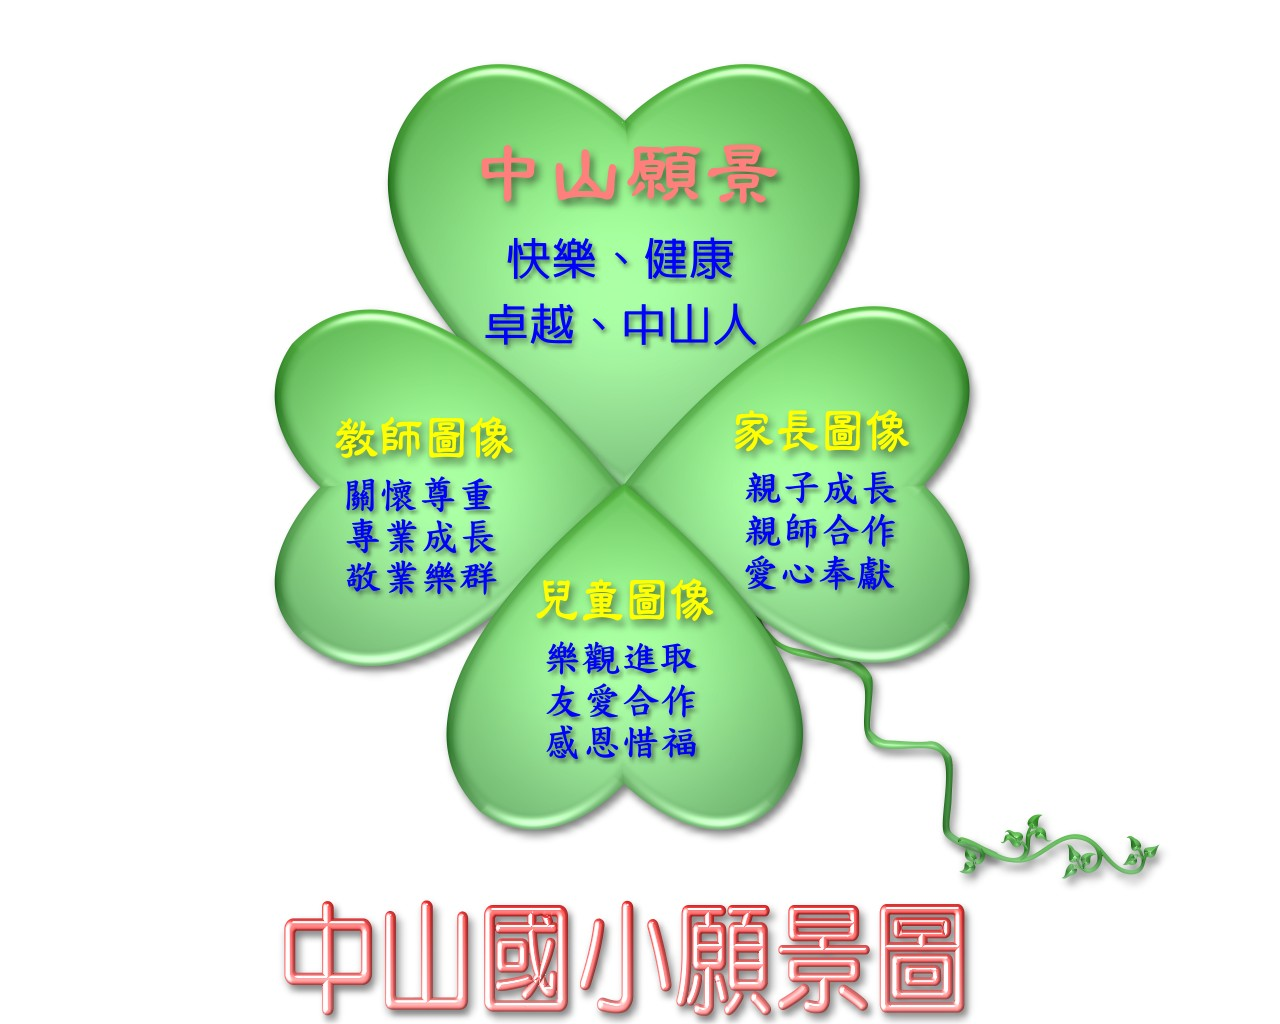 中山願景
快樂、健康
卓越、中山人
教師圖像
關懷尊重
專業成長
敬業樂群
家長圖像
親子成長
親師合作
愛心奉獻
兒童圖像
樂觀進取
友愛合作
感恩惜福
中山國小願景圖